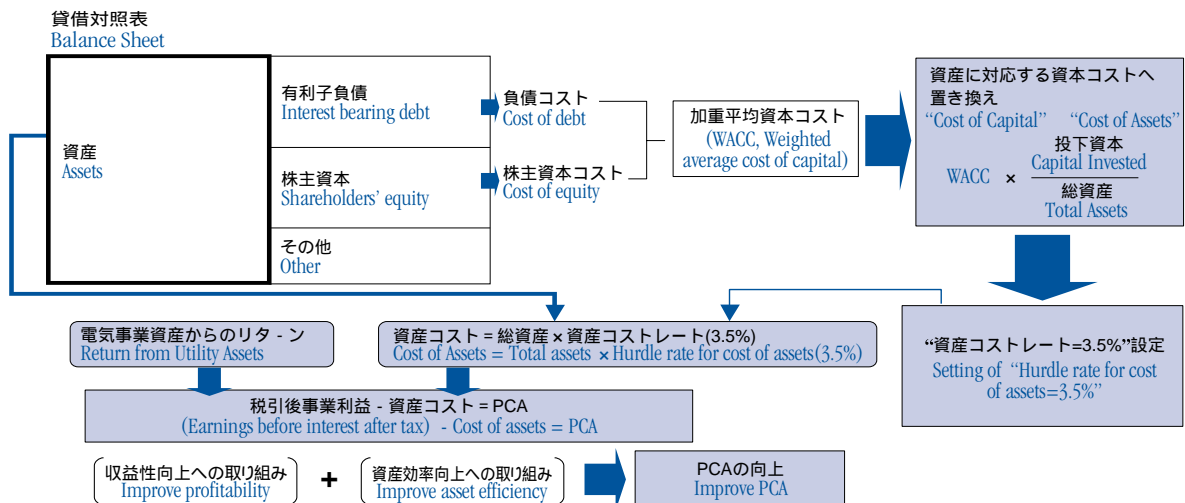 貸借対照表
Balance Sheet
資産
Assets
有利子負債
Interest bearing debt
株主資本
Shareholders’ equity
その他
Other
負債コスト
Cost of debt
株主資本コスト
Cost of equity
加重平均資本コスト
(WACC, Weighted
average cost of capital)
資産に対応する資本コストへ
置き換え
“Cost of Capital” “Cost of Assets”
投下資本
Capital Invested
WACC ×
総資産
Total Assets
“資産コストレート=3.5%”設定
Setting of “Hurdle rate for cost
of assets=3.5%”
電気事業資産からのリタ - ン
Return from Utility Assets
資産コスト = 総資産 × 資産コストレート(3.5%)
Cost of Assets = Total assets × Hurdle rate for cost of assets(3.5%)
税引後事業利益 - 資産コスト = PCA
(Earnings before interest after tax) - Cost of assets = PCA
収益性向上への取り組み
Improve profitability
+
資産効率向上への取り組み
Improve asset efficiency
PCAの向上
Improve PCA